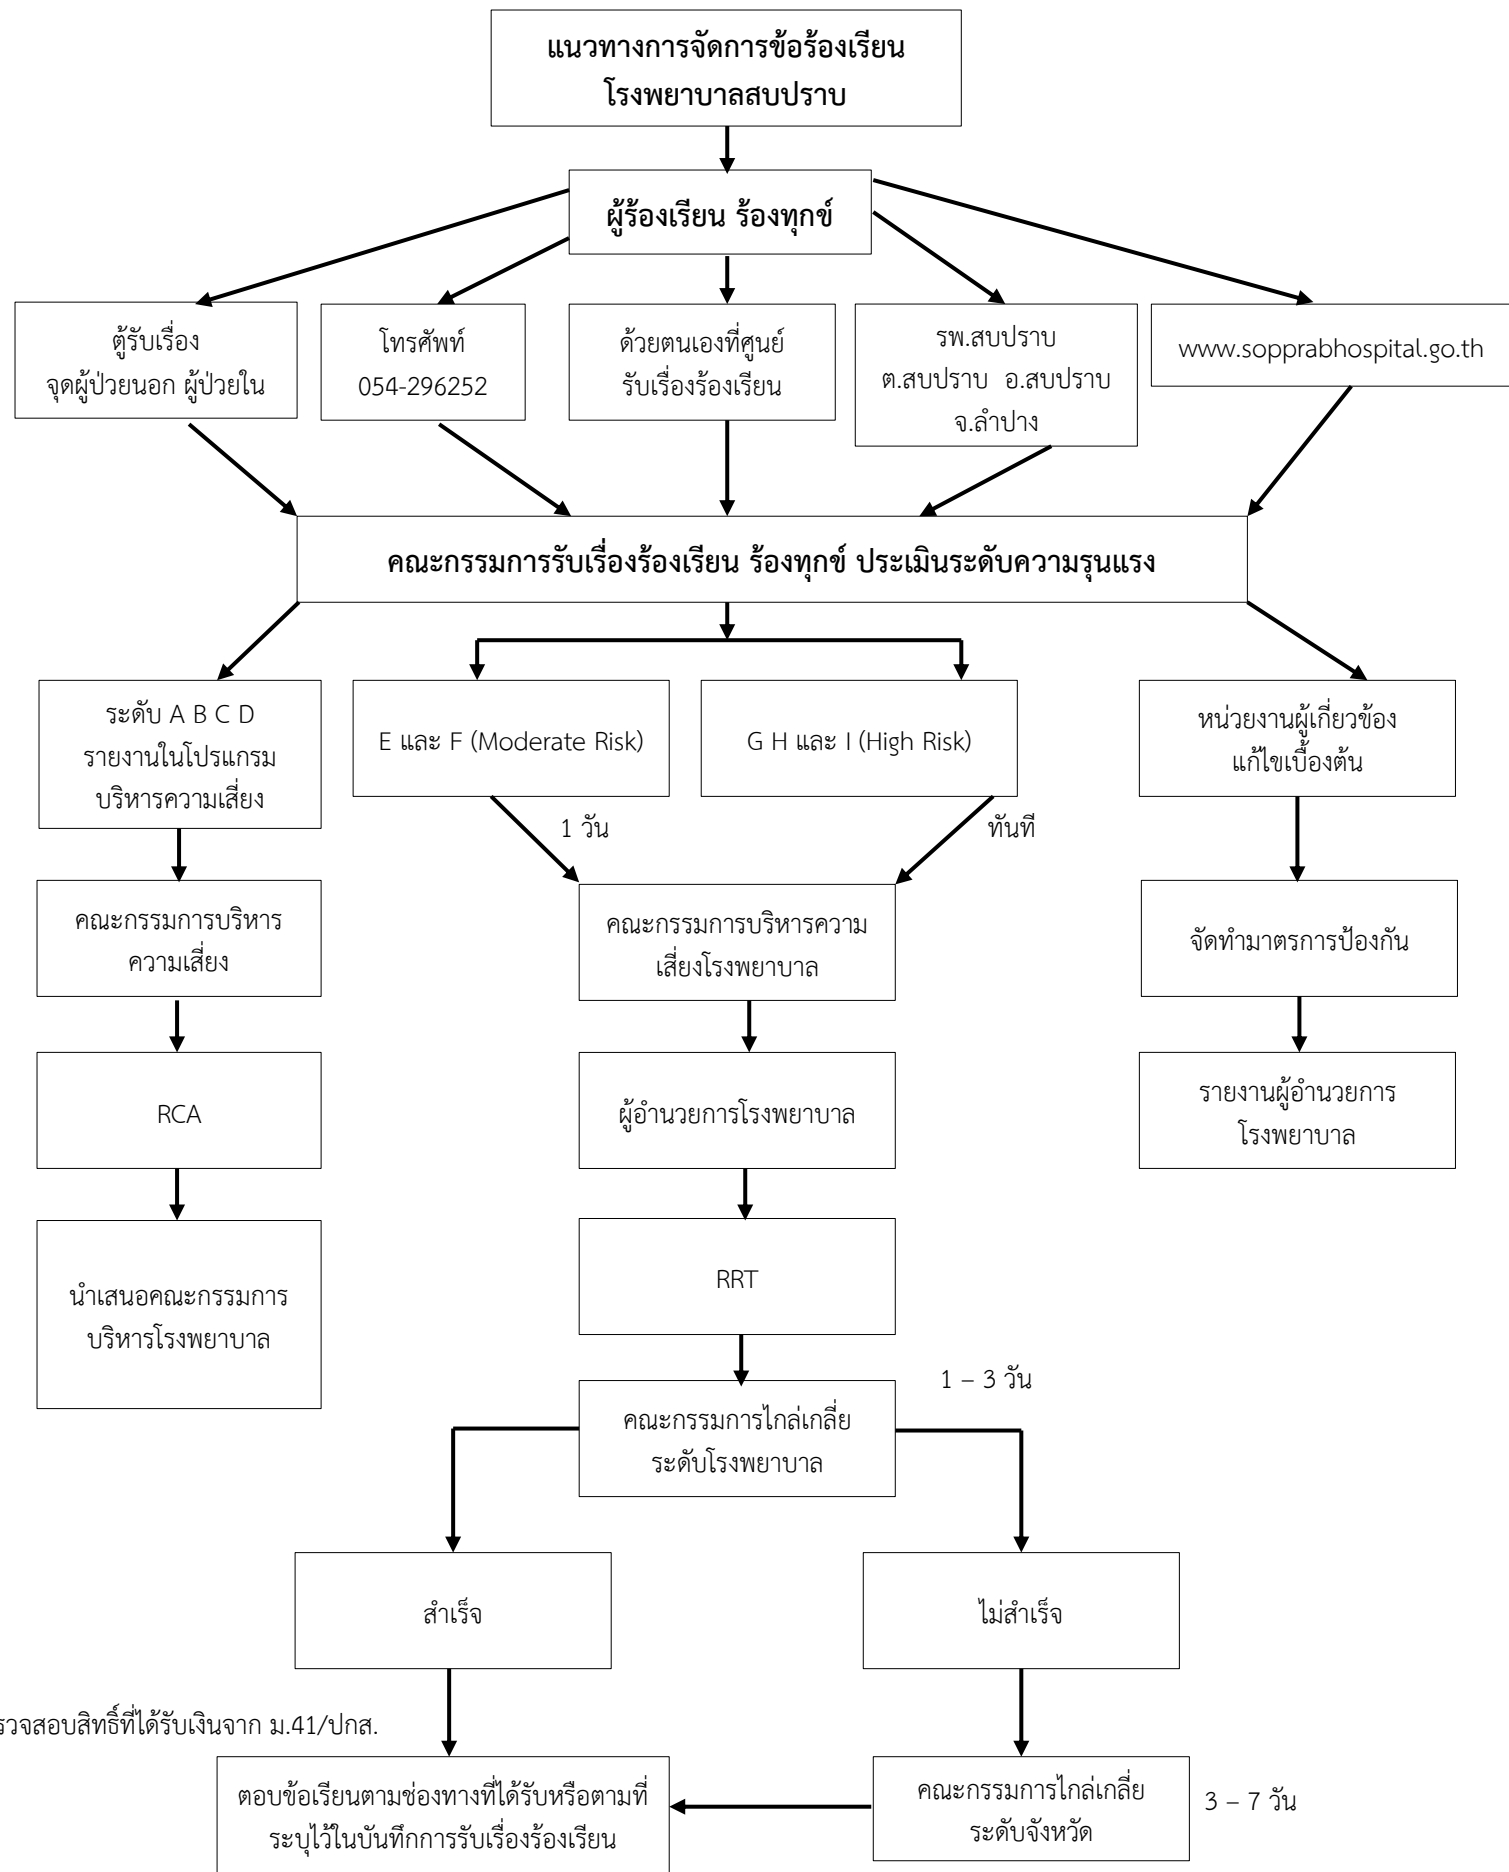 แนวทางการจัดการข้อร้องเรียน
โรงพยาบาลสบปราบ
ผู้ร้องเรียน ร้องทุกข์
ตู้รับเรื่อง
จุดผู้ป่วยนอก ผู้ป่วยใน
โทรศัพท์
054-296252
ด้วยตนเองที่ศูนย์
รับเรื่องร้องเรียน
รพ.สบปราบ
ต.สบปราบ อ.สบปราบ
จ.ลำปาง
www.sopprabhospital.go.th
คณะกรรมการรับเรื่องร้องเรียน ร้องทุกข์ ประเมินระดับความรุนแรง
ระดับ A B C D
รายงานในโปรแกรม
บริหารความเสี่ยง
E และ F (Moderate Risk)
G H และ I (High Risk)
หน่วยงานผู้เกี่ยวข้อง
แก้ไขเบื้องต้น
1 วัน
ทันที
คณะกรรมการบริหาร
ความเสี่ยง
คณะกรรมการบริหารความ
เสี่ยงโรงพยาบาล
จัดทำมาตรการป้องกัน
RCA
ผู้อำนวยการโรงพยาบาล
รายงานผู้อำนวยการ
โรงพยาบาล
นำเสนอคณะกรรมการ
บริหารโรงพยาบาล
RRT
1 – 3 วัน
คณะกรรมการไกล่เกลี่ย
ระดับโรงพยาบาล
สำเร็จ
ไม่สำเร็จ
รวจสอบสิทธิ์ที่ได้รับเงินจาก ม.41/ปกส.
ตอบข้อเรียนตามช่องทางที่ได้รับหรือตามที่
ระบุไว้ในบันทึกการรับเรื่องร้องเรียน
คณะกรรมการไกล่เกลี่ย
ระดับจังหวัด
3 – 7 วัน